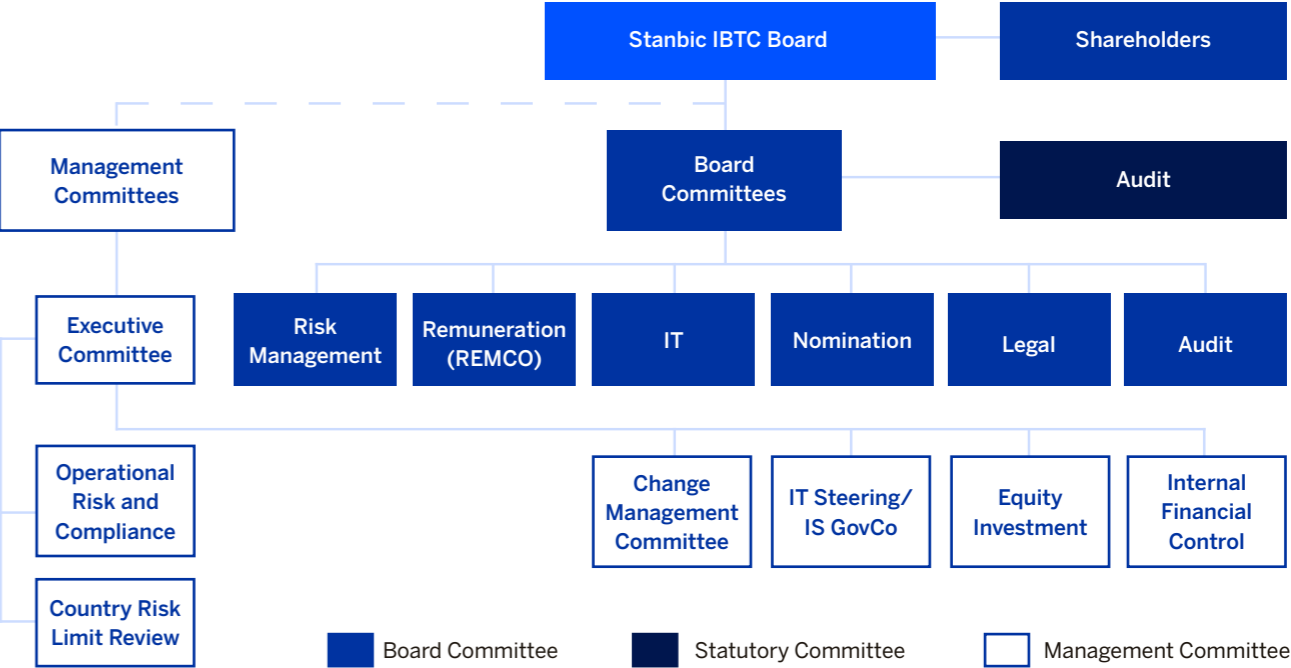 Stanbic IBTC Board
Shareholders
Management
Committees
Board
Committees
Audit
Executive
Committee
Risk
Management
Remuneration
(REMCO)
IT
Nomination
Legal
Audit
Operational
Risk and
Compliance
Change
Management
Committee
IT Steering/
IS GovCo
Equity
Investment
Internal
Financial
Control
Country Risk
Limit Review
Board Committee
Statutory Committee
Management Committee